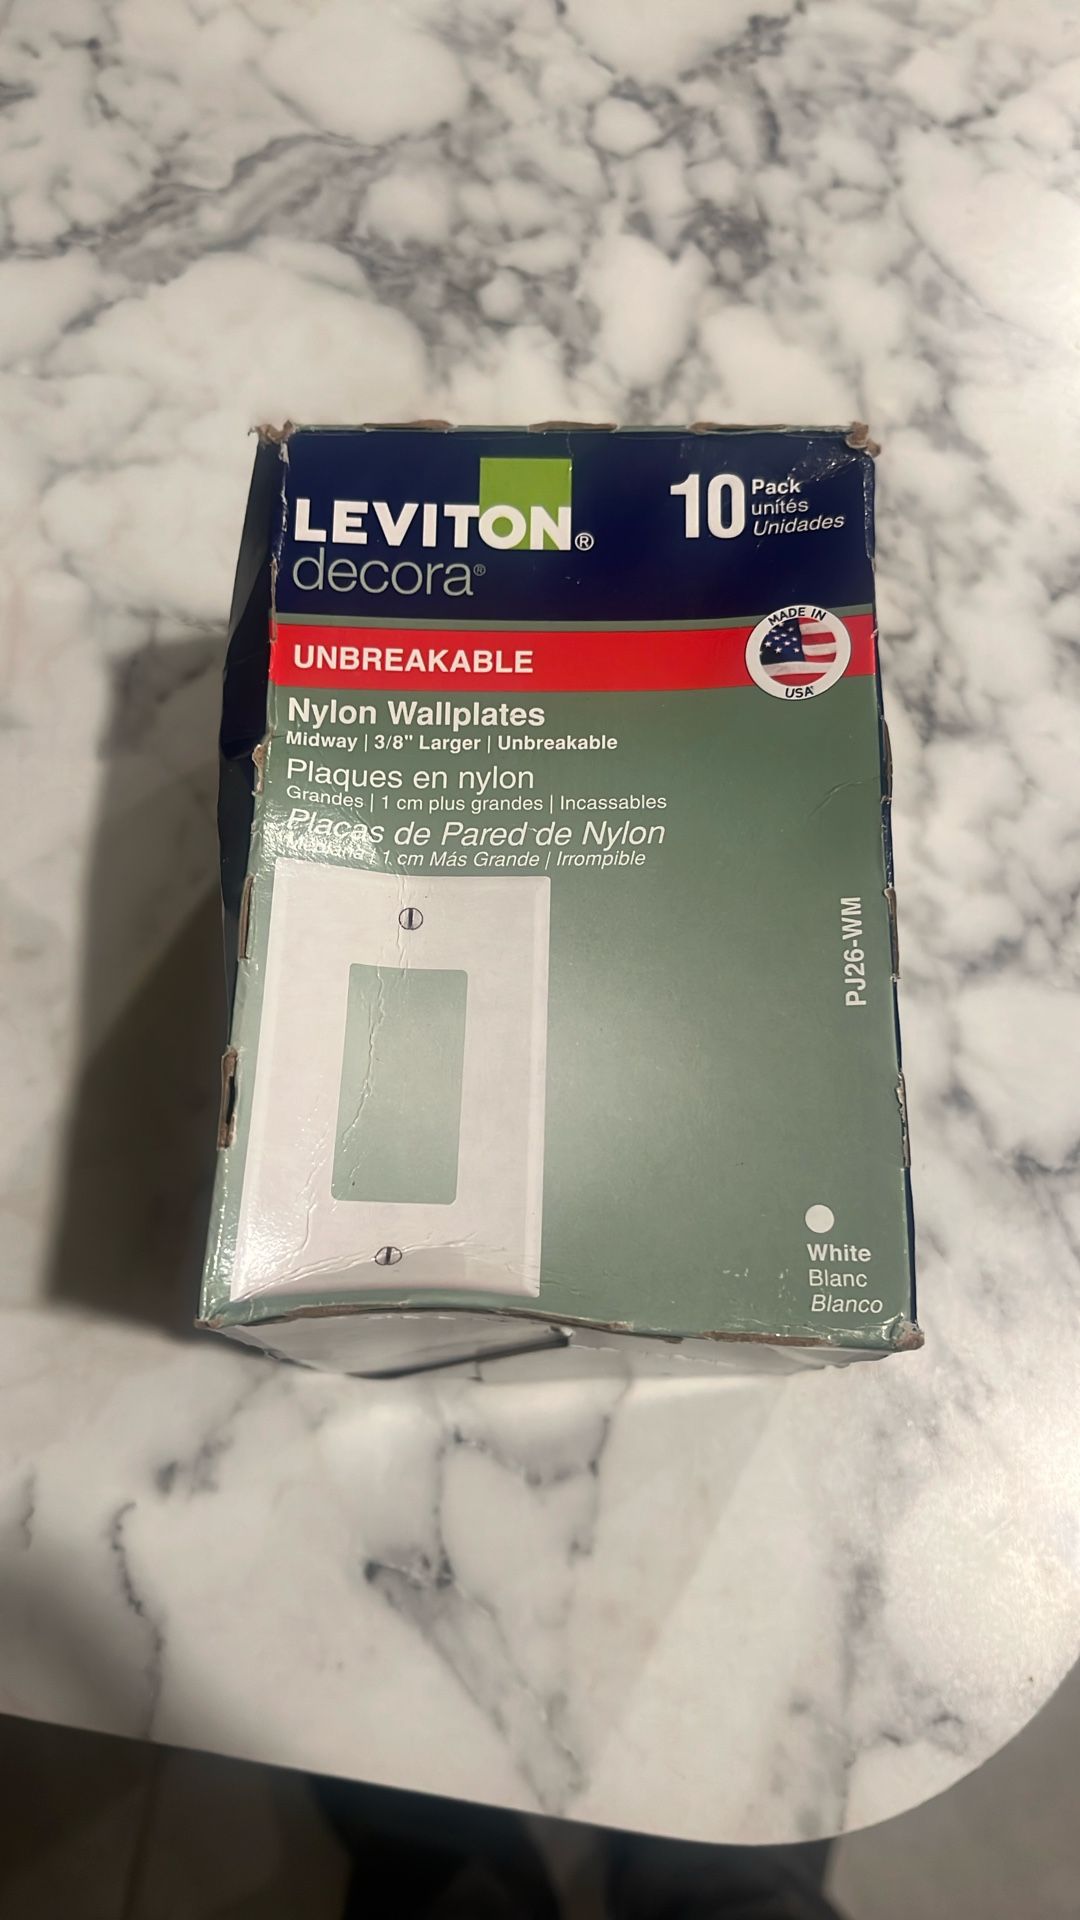 LEVITON®
decora®
10 Pack
unités
Unidades
MADE IN
USA
UNBREAKABLE
Nylon Wallplates
Midway | 3/8" Larger | Unbreakable
Plaques en nylon
Grandes | 1 cm plus grandes | Incassables
Placas de Pared de Nylon
Mediana | 1 cm Más Grande | Irrompible
PJ26-WM
White
Blanc
Blanco